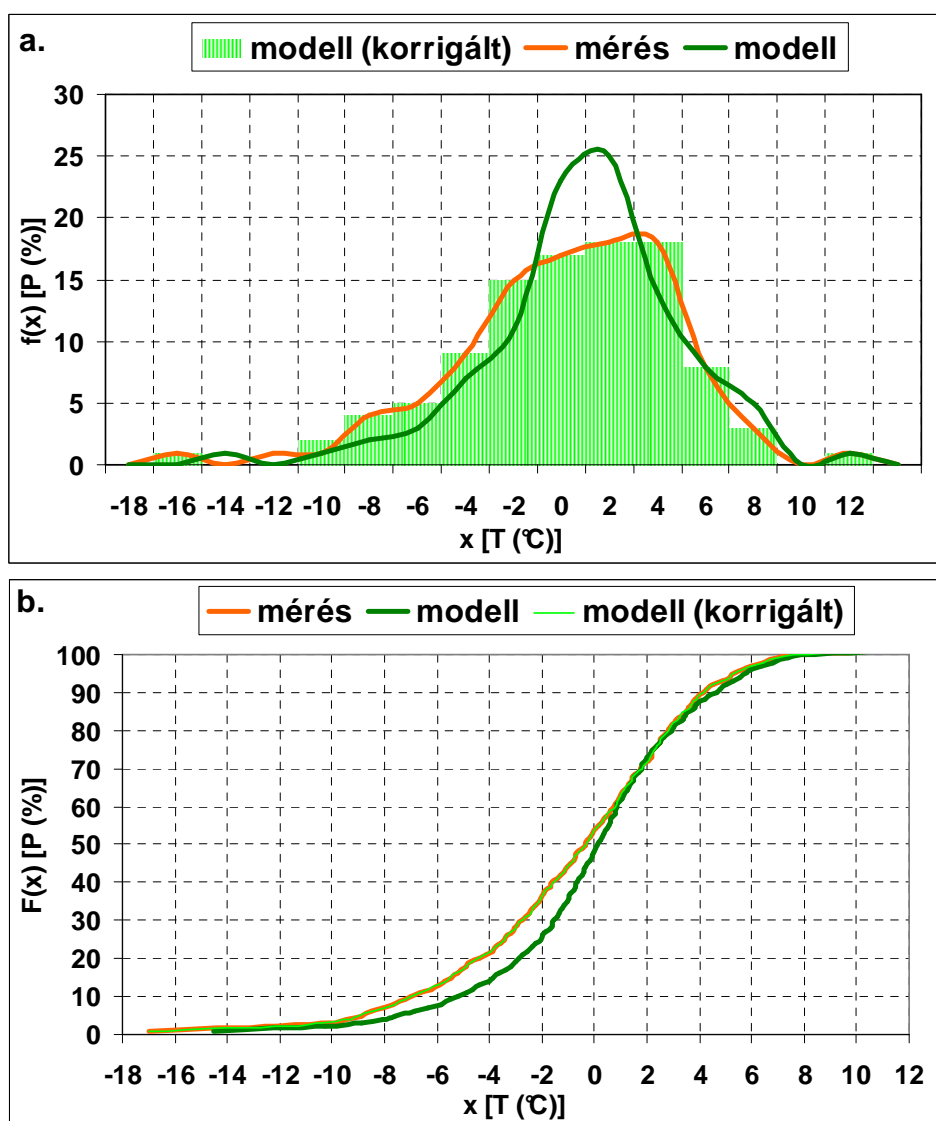 a.
modell (korrigált) mérés modell
30
25
20
15
10
5
0
f(x) [P (%)]
-18 -16 -14 -12 -10 -8 -6 -4 -2 0 2 4 6 8 10 12
x [T (°C)]
b.
mérés modell modell (korrigált)
100
90
80
70
60
50
40
30
20
10
0
F(x) [P (%)]
-18 -16 -14 -12 -10 -8 -6 -4 -2 0 2 4 6 8 10 12
x [T (°C)]